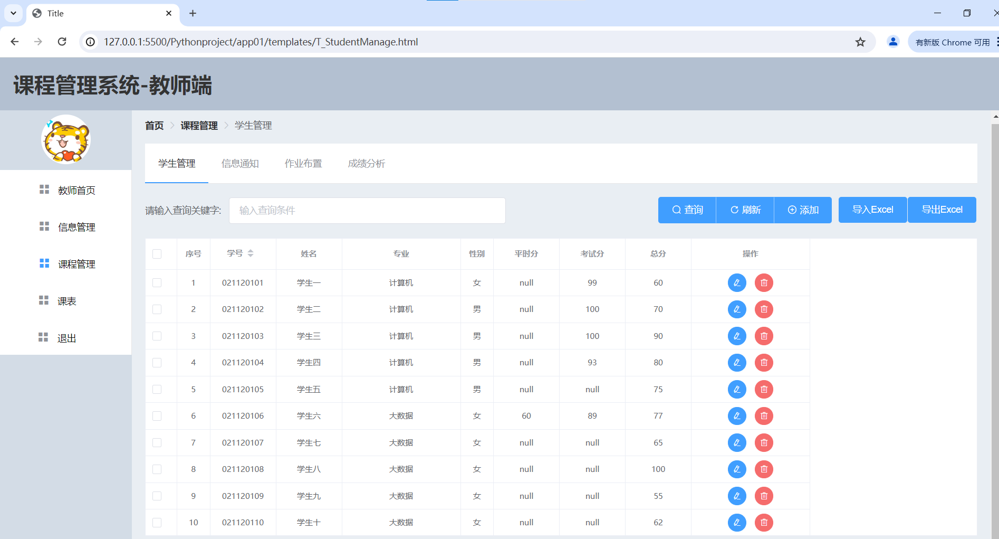 Title
127.0.0.1:5500/Pythonproject/app01/templates/T_StudentManage.html
有新版 Chrome 可用
课程管理系统-教师端
首页 课程管理 学生管理
教师首页
信息管理
课程管理
课表
退出
学生管理 信息通知 作业布置 成绩分析
请输入查询关键字: 输入查询条件 查询 刷新 添加 导入Excel 导出Excel
序号 学号 姓名 专业 性别 平时分 考试分 总分 操作
1 021120101 学生一 计算机 女 null 99 60
2 021120102 学生二 计算机 男 null 100 70
3 021120103 学生三 计算机 男 null 100 90
4 021120104 学生四 计算机 男 null 93 80
5 021120105 学生五 计算机 男 null null 75
6 021120106 学生六 大数据 女 60 89 77
7 021120107 学生七 大数据 女 null null 65
8 021120108 学生八 大数据 女 null null 100
9 021120109 学生九 大数据 女 null null 55
10 021120110 学生十 大数据 女 null null 62